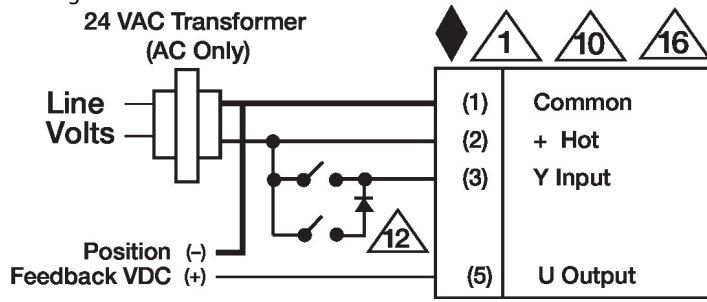 24 VAC Transformer
(AC Only)
1
10
16
Line
Volts
(1) Common
(2) + Hot
(3) Y Input
12
Position (–)
Feedback VDC (+)
(5) U Output